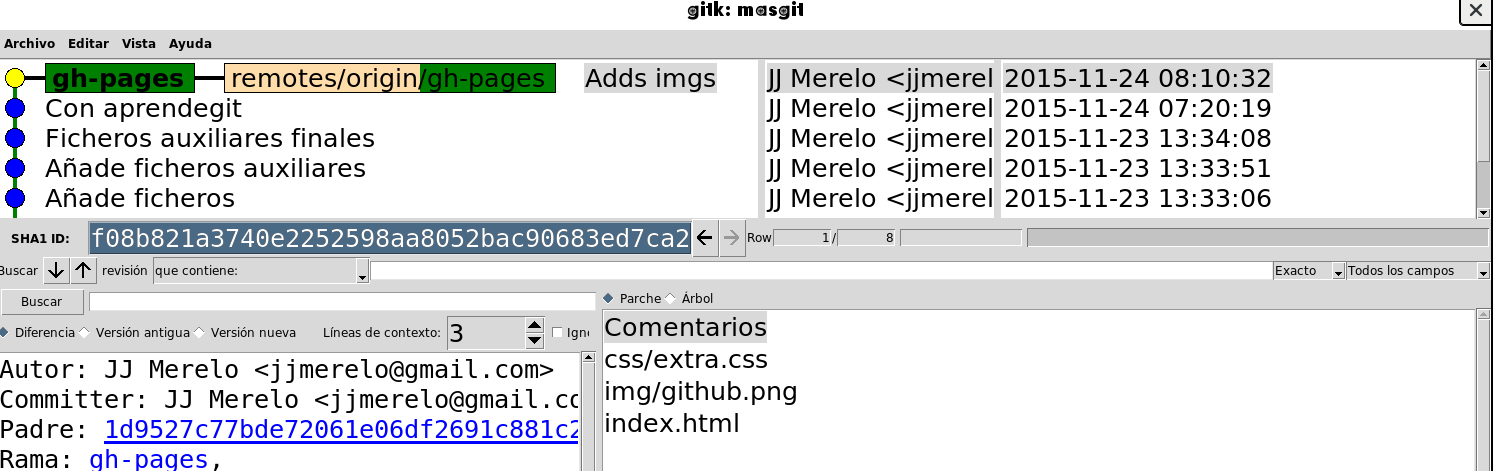 gitk: masgit
Archivo Editar Vista Ayuda
gh-pages remotes/origin/gh-pages Adds imgs JJ Merelo <jjmerel 2015-11-24 08:10:32
Con aprendegit JJ Merelo <jjmerel 2015-11-24 07:20:19
Ficheros auxiliares finales JJ Merelo <jjmerel 2015-11-23 13:34:08
Añade ficheros auxiliares JJ Merelo <jjmerel 2015-11-23 13:33:51
Añade ficheros JJ Merelo <jjmerel 2015-11-23 13:33:06
SHA1 ID: f08b821a3740e2252598aa8052bac90683ed7ca2 Row 1/ 8
Buscar revisión que contiene: Exacto Todos los campos
Buscar
Parche Árbol
Diferencia Versión antigua Versión nueva Líneas de contexto: 3 Igno
Comentarios
css/extra.css
img/github.png
index.html
Autor: JJ Merelo <jjmerelo@gmail.com>
Committer: JJ Merelo <jjmerelo@gmail.co
Padre: 1d9527c77bde72061e06df2691c881c2
Rama: gh-pages,